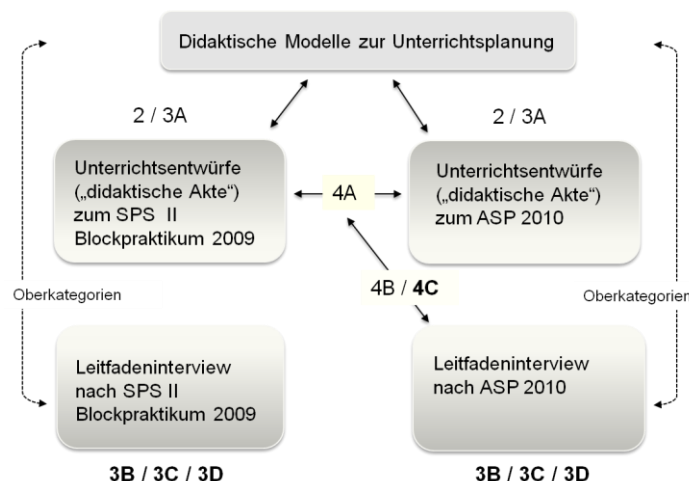 Didaktische Modelle zur Unterrichtsplanung
2 / 3A
2 / 3A
Unterrichtsentwürfe
(„didaktische Akte“)
zum SPS II
Blockpraktikum 2009
4A
Unterrichtsentwürfe
(„didaktische Akte“)
zum ASP 2010
4B / 4C
Oberkategorien
Oberkategorien
Leitfadeninterview
nach SPS II
Blockpraktikum 2009
Leitfadeninterview
nach ASP 2010
3B / 3C / 3D
3B / 3C / 3D